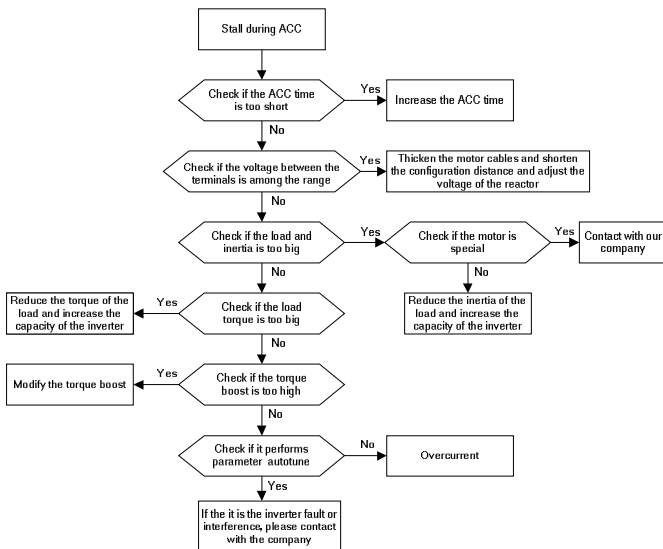 Stall during ACC
Check if the ACC time
is too short
Yes
Increase the ACC time
No
Check if the voltage between the
terminals is among the range
Yes
Thicken the motor cables and shorten
the configuration distance and adjust the
voltage of the reactor
No
Check if the load and
inertia is too big
Yes
Check if the motor is
special
Yes
Contact with our
company
No
No
Reduce the torque of the
load and increase the
capacity of the inverter
Yes
Check if the load
torque is too big
Reduce the inertia of the
load and increase the
capacity of the inverter
No
Modify the torque boost
Yes
Check if the torque
boost is too high
No
Check if it performs
parameter autotune
No
Overcurrent
Yes
If the it is the inverter fault or
interference, please contact
with the company